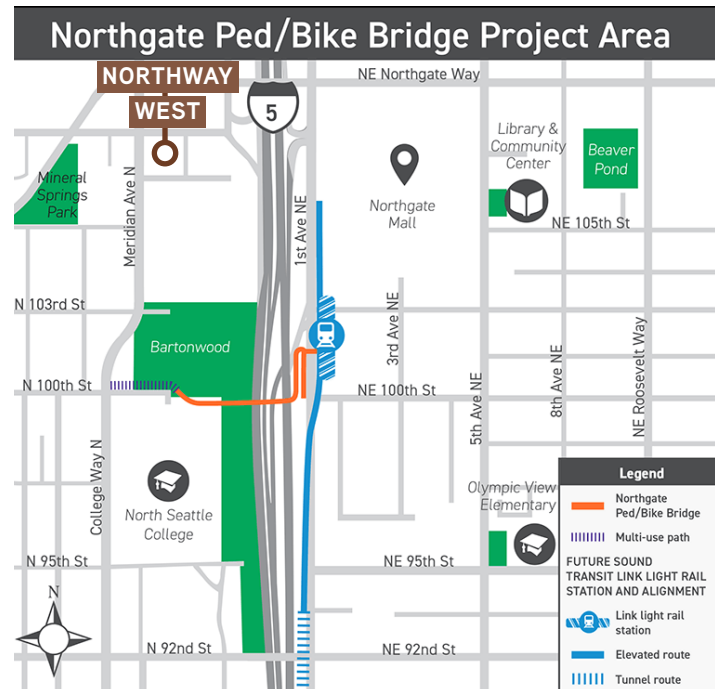 Northgate Ped/Bike Bridge Project Area
NORTHWAY
WEST
5
NE Northgate Way
Library &
Community
Center
Beaver
Pond
Mineral
Springs
Park
Meridian Ave N
1st Ave NE
Northgate
Mall
NE 105th St
N 103rd St
Bartonwood
3rd Ave NE
5th Ave NE
8th Ave NE
NE Roosevelt Way
N 100th St
NE 100th St
College Way N
North Seattle
College
Olympic View
Elementary
N 95th St
NE 95th St
N
N 92nd St
NE 92nd St
Legend
Northgate
Ped/Bike Bridge
Multi-use path
FUTURE SOUND
TRANSIT LINK LIGHT RAIL
STATION AND ALIGNMENT
Link light rail
station
Elevated route
Tunnel route